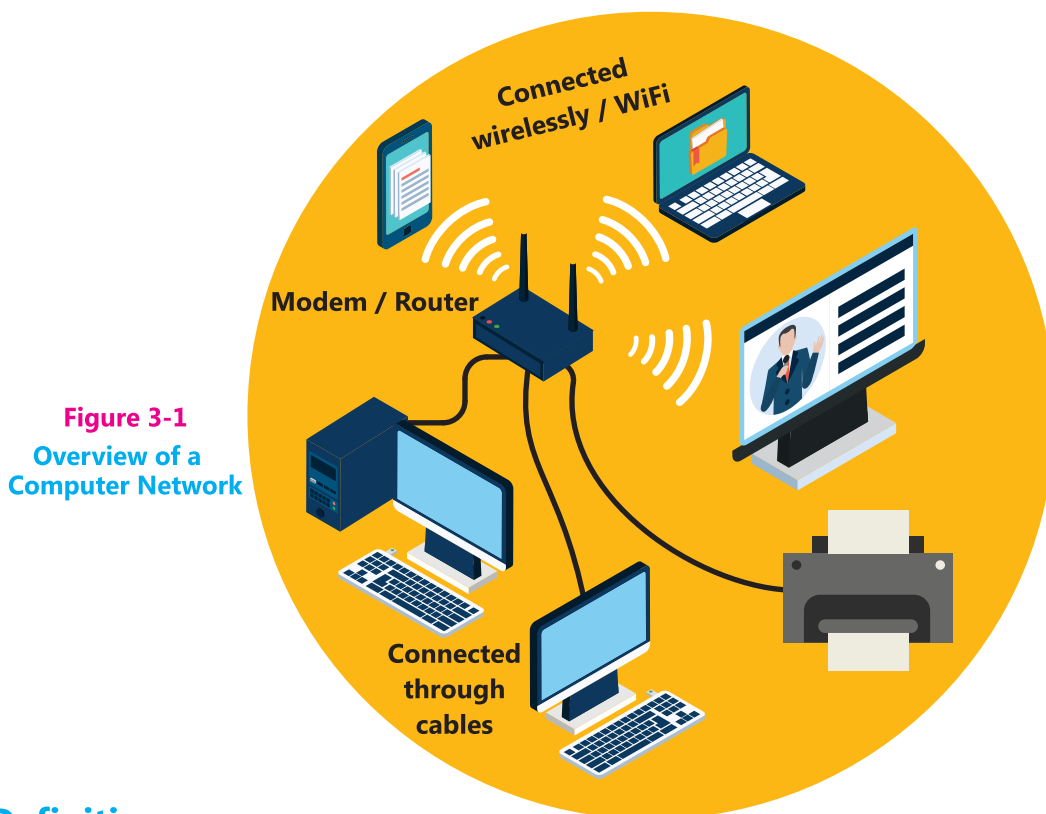 Connected
wirelessly / WiFi
Modem / Router
Figure 3-1
Overview of a
Computer Network
Connected
through
cables